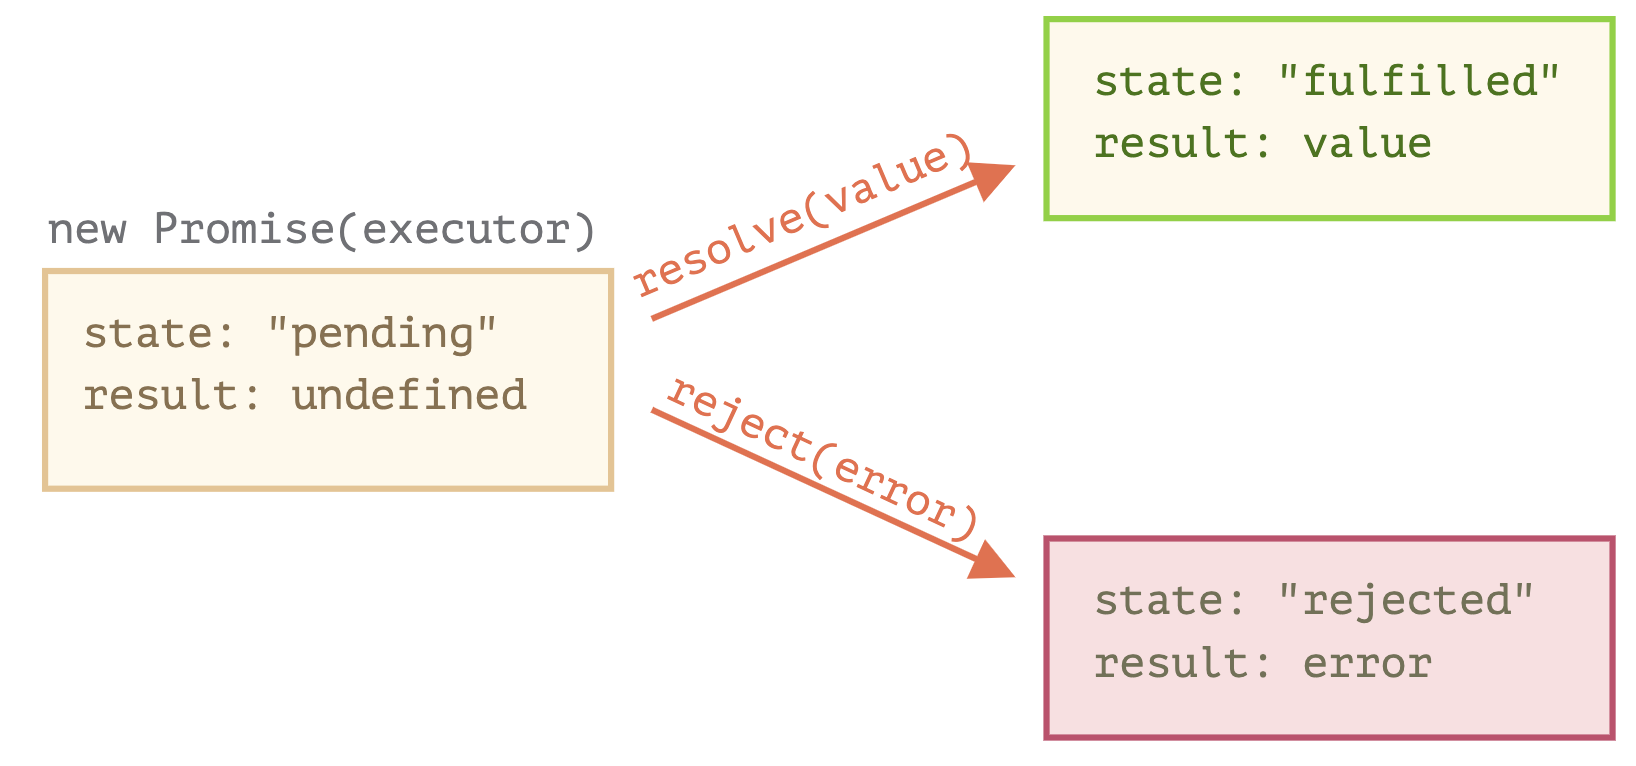 new Promise(executor)
state: "pending"
result: undefined
resolve(value)
reject(error)
state: "fulfilled"
result: value
state: "rejected"
result: error